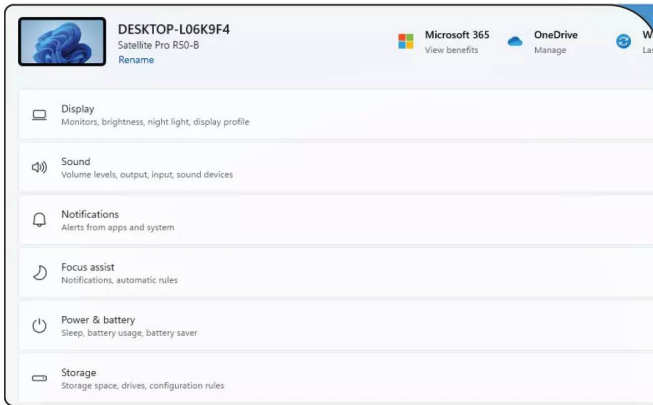 DESKTOP-L06K9F4
Satellite Pro R50-B
Rename
Microsoft 365
View benefits
OneDrive
Manage
Display
Monitors, brightness, night light, display profile
Sound
Volume levels, output, input, sound devices
Notifications
Alerts from apps and system
Focus assist
Notifications, automatic rules
Power & battery
Sleep, battery usage, battery saver
Storage
Storage space, drives, configuration rules